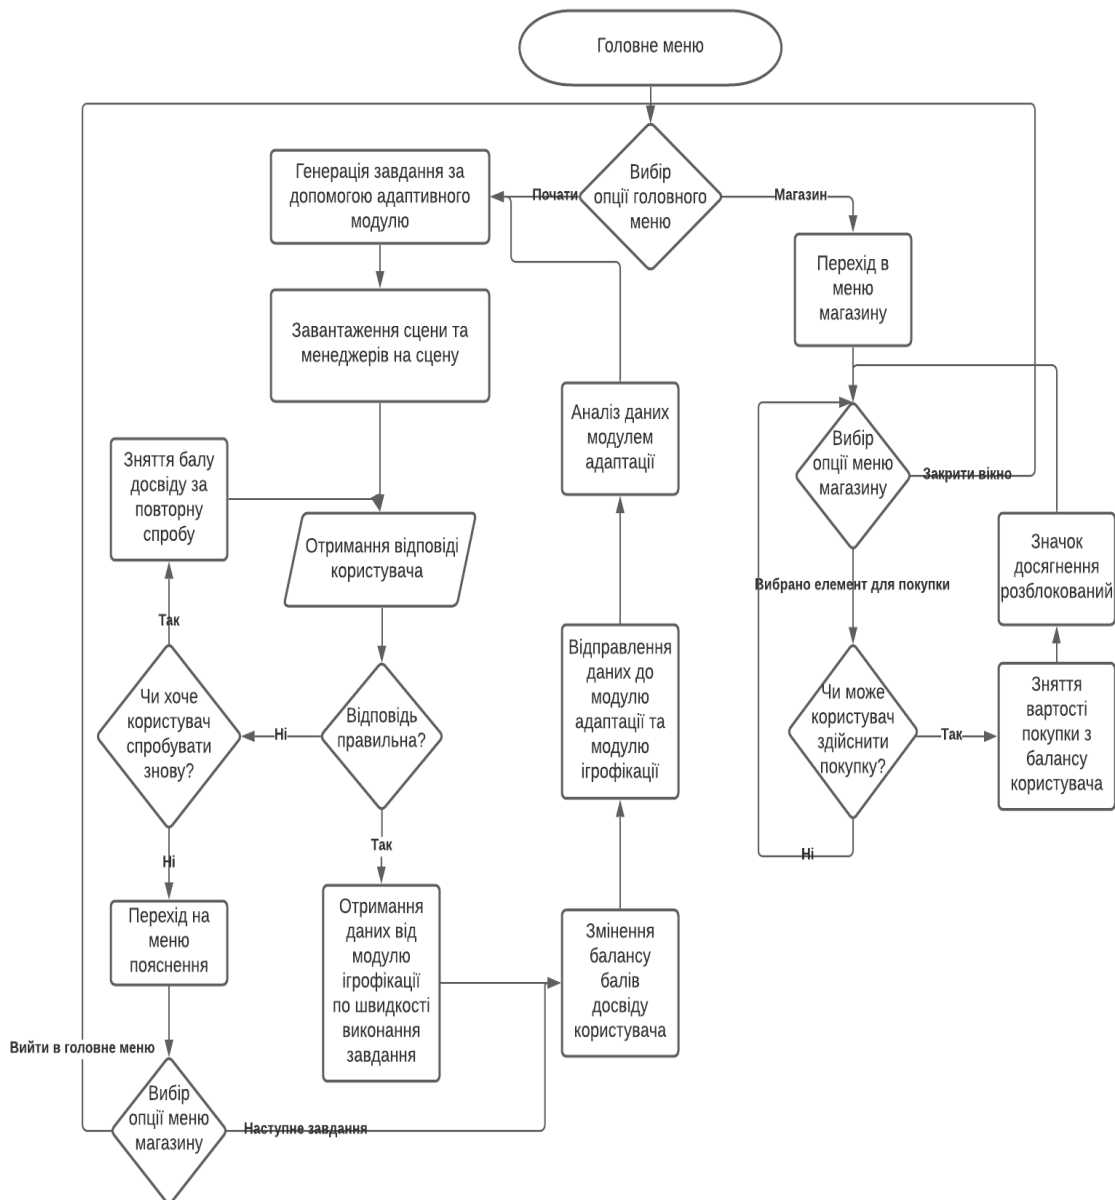 Головне меню
Вибір
опції головного
меню
Почати
Магазин
Генерація завдання за
допомогою адаптивного
модулю
Перехід в
меню
магазину
Завантаження сцени та
менеджерів на сцену
Аналіз даних
модулем
адаптації
Вибір
опції меню
магазину
Закрити вікно
Зняття балу
досвіду за
повторну
спробу
Отримання відповіді
користувача
Значок
досягнення
розблокований
Вибрано елемент для покупки
Так
Відправлення
даних до
модулю
адаптації та
модулю
ігрофікації
Чи хоче
користувач
спробувати
знову?
Ні
Відповідь
правильна?
Чи може
користувач
здійснити
покупку?
Так
Зняття
вартості
покупки з
балансу
користувача
Так
Ні
Ні
Перехід на
меню
пояснення
Отримання
даних від
модулю
ігрофікації
по швидкості
виконання
завдання
Змінення
балансу
балів
досвіду
користувача
Вийти в головне меню
Вибір
опції меню
магазину
Наступне завдання